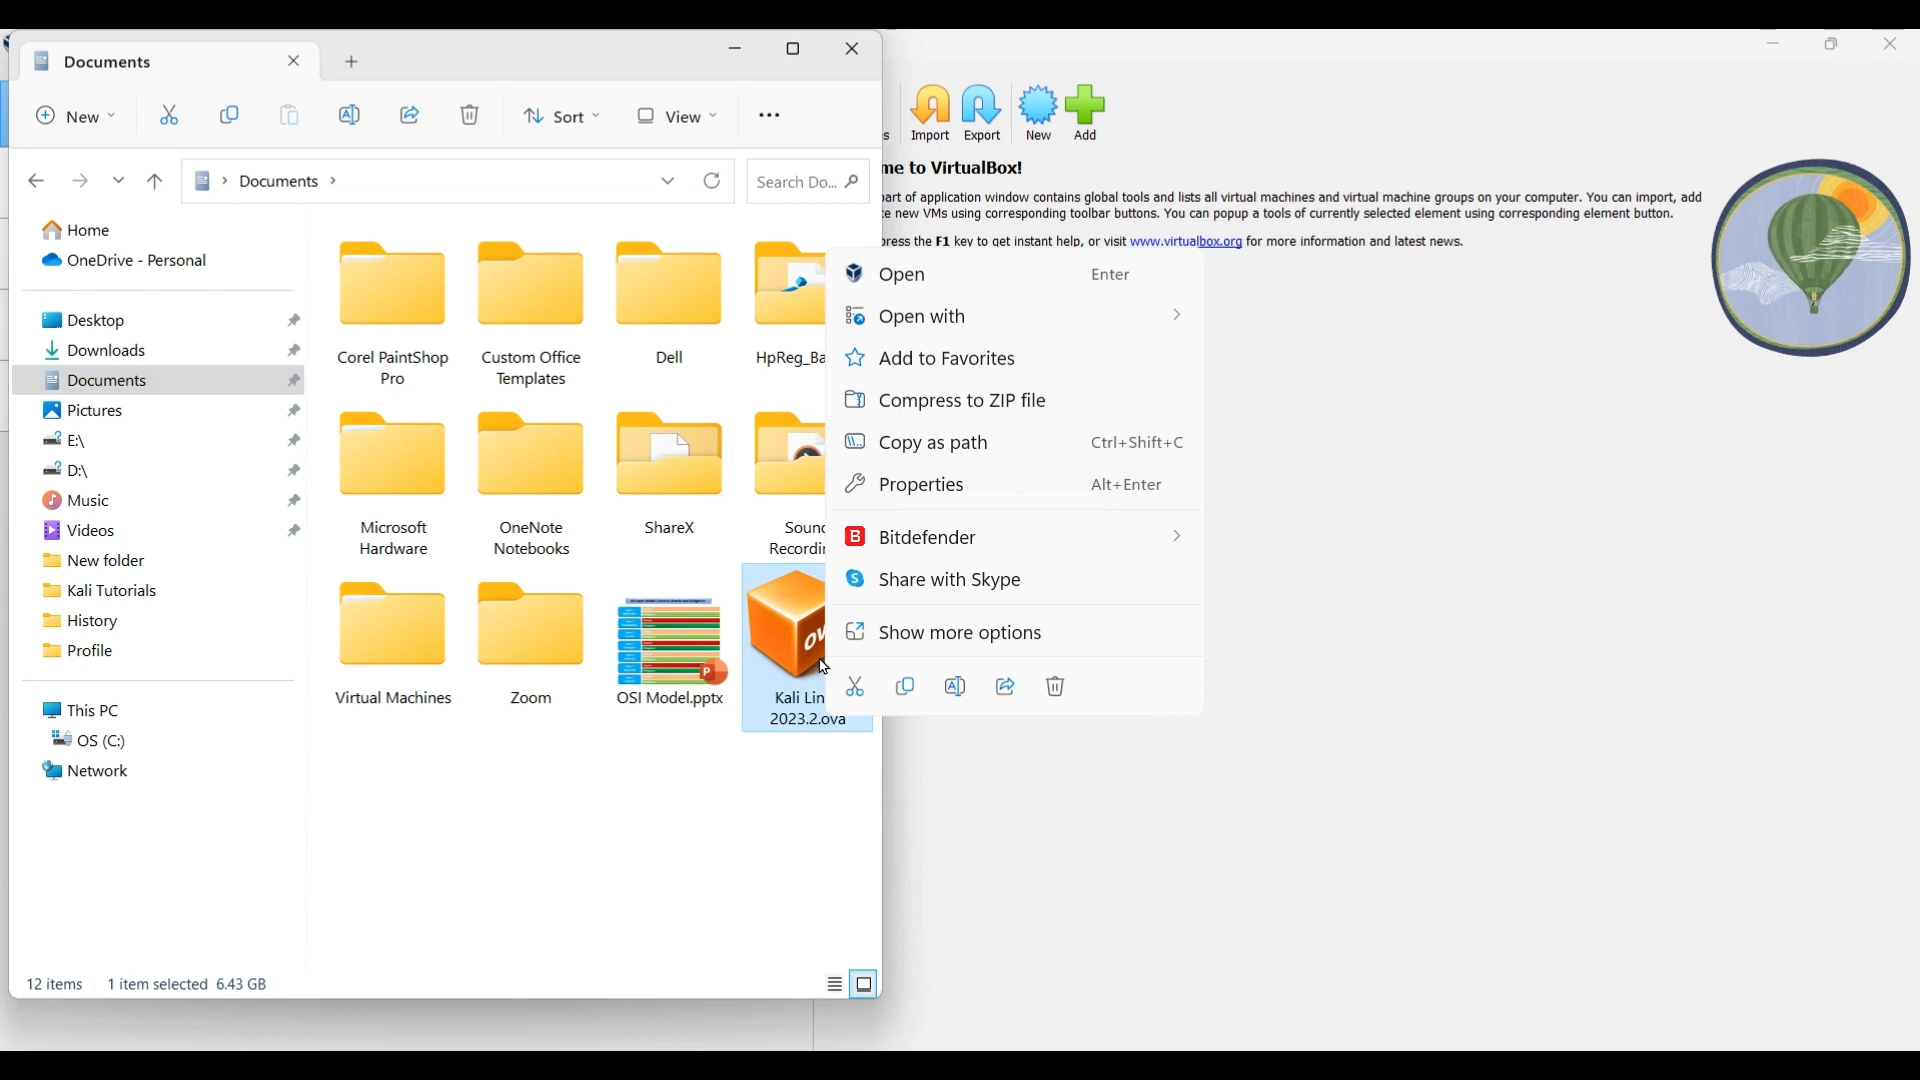 Documents
New
Sort
View
Documents
Search Do...
Home
OneDrive - Personal
Desktop
Downloads
Documents
Pictures
E:\
D:\
Music
Videos
New folder
Kali Tutorials
History
Profile
This PC
OS (C:)
Network
Corel PaintShop
Pro
Custom Office
Templates
Dell
HpReg_Ba
Microsoft
Hardware
OneNote
Notebooks
ShareX
Soun
Recordi
Virtual Machines
Zoom
OSI Model.pptx
Kali Lin
2023.2.ova
12 items 1 item selected 6.43 GB
Import
Export
New
Add
me to VirtualBox!
part of application window contains global tools and lists all virtual machines and virtual machine groups on your computer. You can import, add
e new VMs using corresponding toolbar buttons. You can popup a tools of currently selected element using corresponding element button.
press the F1 key to get instant help, or visit www.virtualbox.org for more information and latest news.
Open Enter
Open with
Add to Favorites
Compress to ZIP file
Copy as path Ctrl+Shift+C
Properties Alt+Enter
Bitdefender
Share with Skype
Show more options